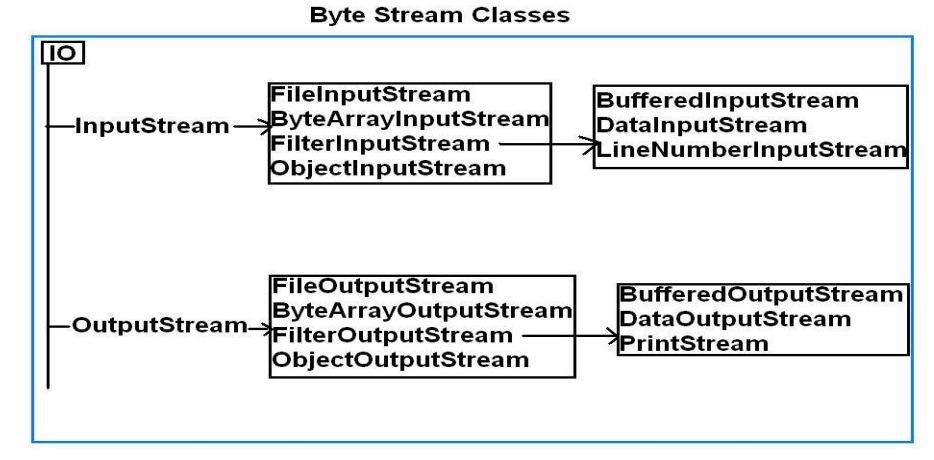 Byte Stream Classes
IO
InputStream
FileInputStream
ByteArrayInputStream
FilterInputStream
ObjectInputStream
BufferedInputStream
DataInputStream
LineNumberInputStream
OutputStream
FileOutputStream
ByteArrayOutputStream
FilterOutputStream
ObjectOutputStream
BufferedOutputStream
DataOutputStream
PrintStream